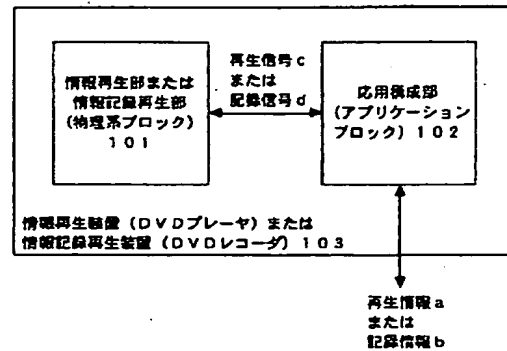 情報再生部または
情報記録再生部
(物理系ブロック)
101
再生信号c
または
記録信号d
応用構成部
(アプリケーション
ブロック)102
情報再生装置(DVDプレーヤ)または
情報記録再生装置(DVDレコーダ)103
再生情報a
または
記録情報b